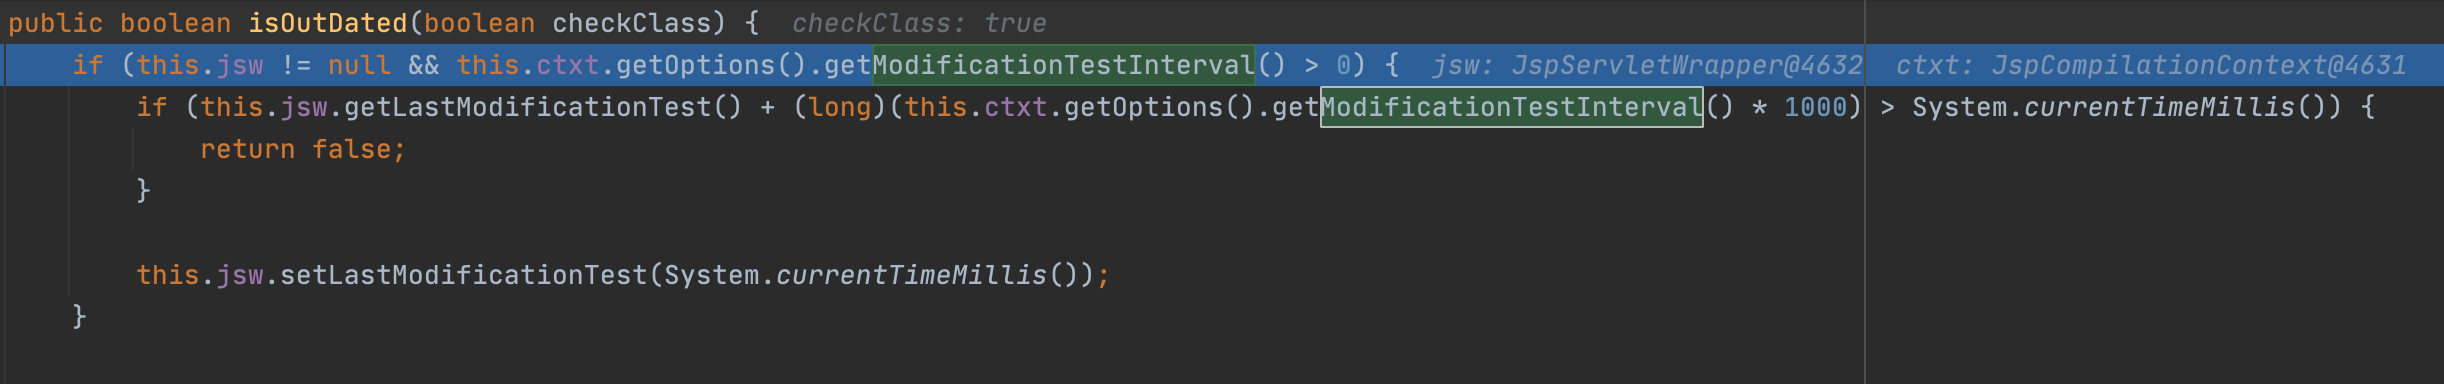 public boolean isOutDated(boolean checkClass) {  checkClass: true
    if (this.jsw != null && this.ctxt.getOptions().getModificationTestInterval() > 0) {  jsw: JspServletWrapper@4632  ctxt: JspCompilationContext@4631
        if (this.jsw.getLastModificationTest() + (long)(this.ctxt.getOptions().getModificationTestInterval() * 1000) > System.currentTimeMillis()) {
            return false;
        }
        this.jsw.setLastModificationTest(System.currentTimeMillis());
    }